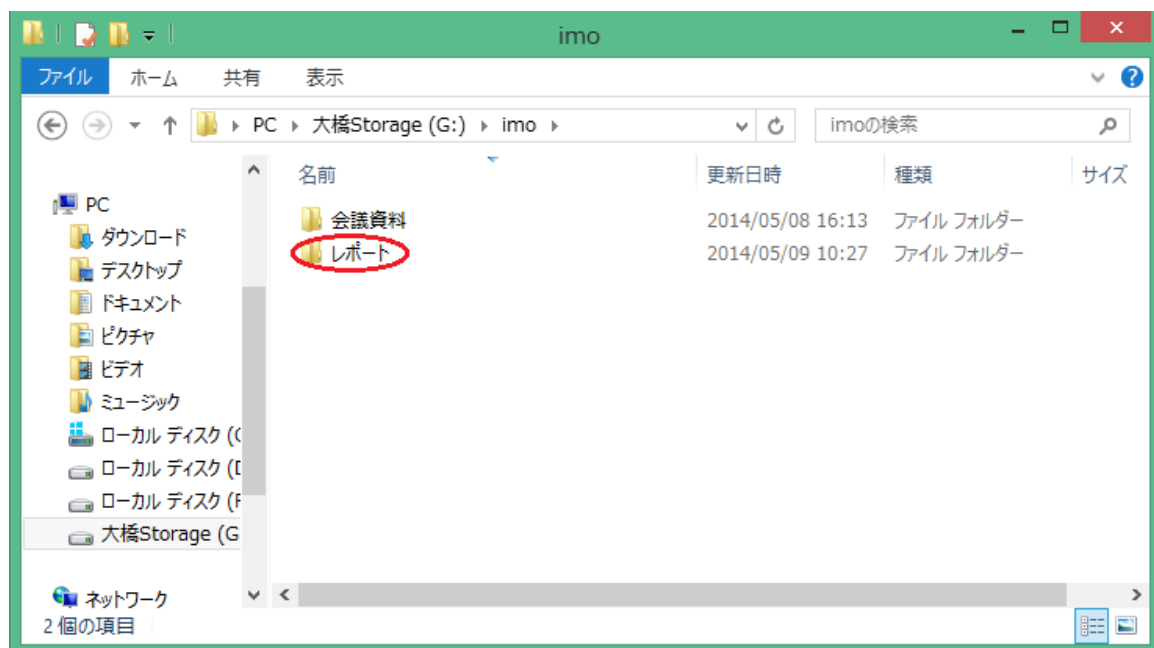 imo
ファイル ホーム 共有 表示
PC 大橋Storage (G:) imo imoの検索
名前 更新日時 種類 サイズ
会議資料 2014/05/08 16:13 ファイル フォルダー
レポート 2014/05/09 10:27 ファイル フォルダー
PC
ダウンロード
デスクトップ
ドキュメント
ピクチャ
ビデオ
ミュージック
ローカル ディスク (C
ローカル ディスク (D
ローカル ディスク (F
大橋Storage (G
ネットワーク
2 個の項目